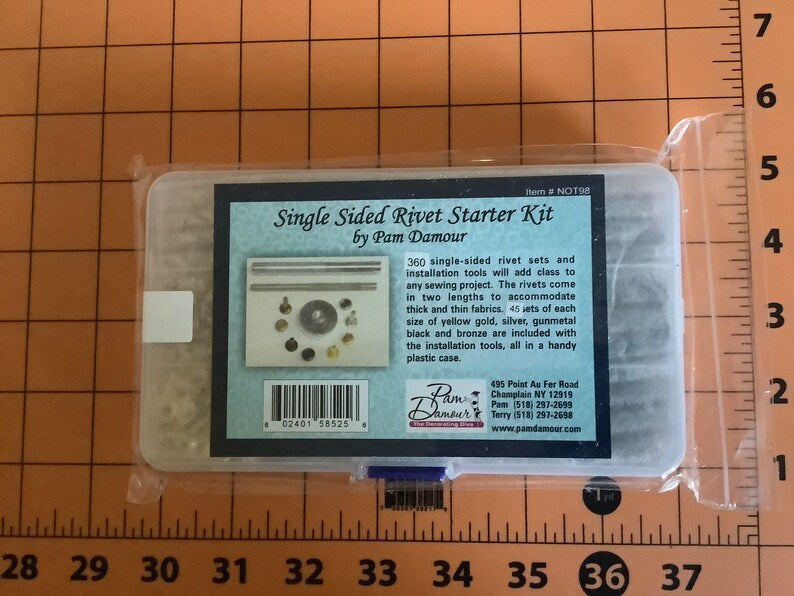 7
6
5
4
3
2
1
Item # NOT98
Single Sided Rivet Starter Kit
by Pam Damour
360 single-sided rivet sets and
installation tools will add class to
any sewing project. The rivets come
in two lengths to accommodate
thick and thin fabrics. 45 sets of each
size of yellow gold, silver, gunmetal
black and bronze are included with
the installation tools, all in a handy
plastic case.
6 02401 58525 6
Pam
Damour
The Decorating Diva
495 Point Au Fer Road
Champlain NY 12919
Pam (518) 297-2699
Terry (518) 297-2698
www.pamdamour.com
1 yd
28 29 30 31 32 33 34 35 36 37